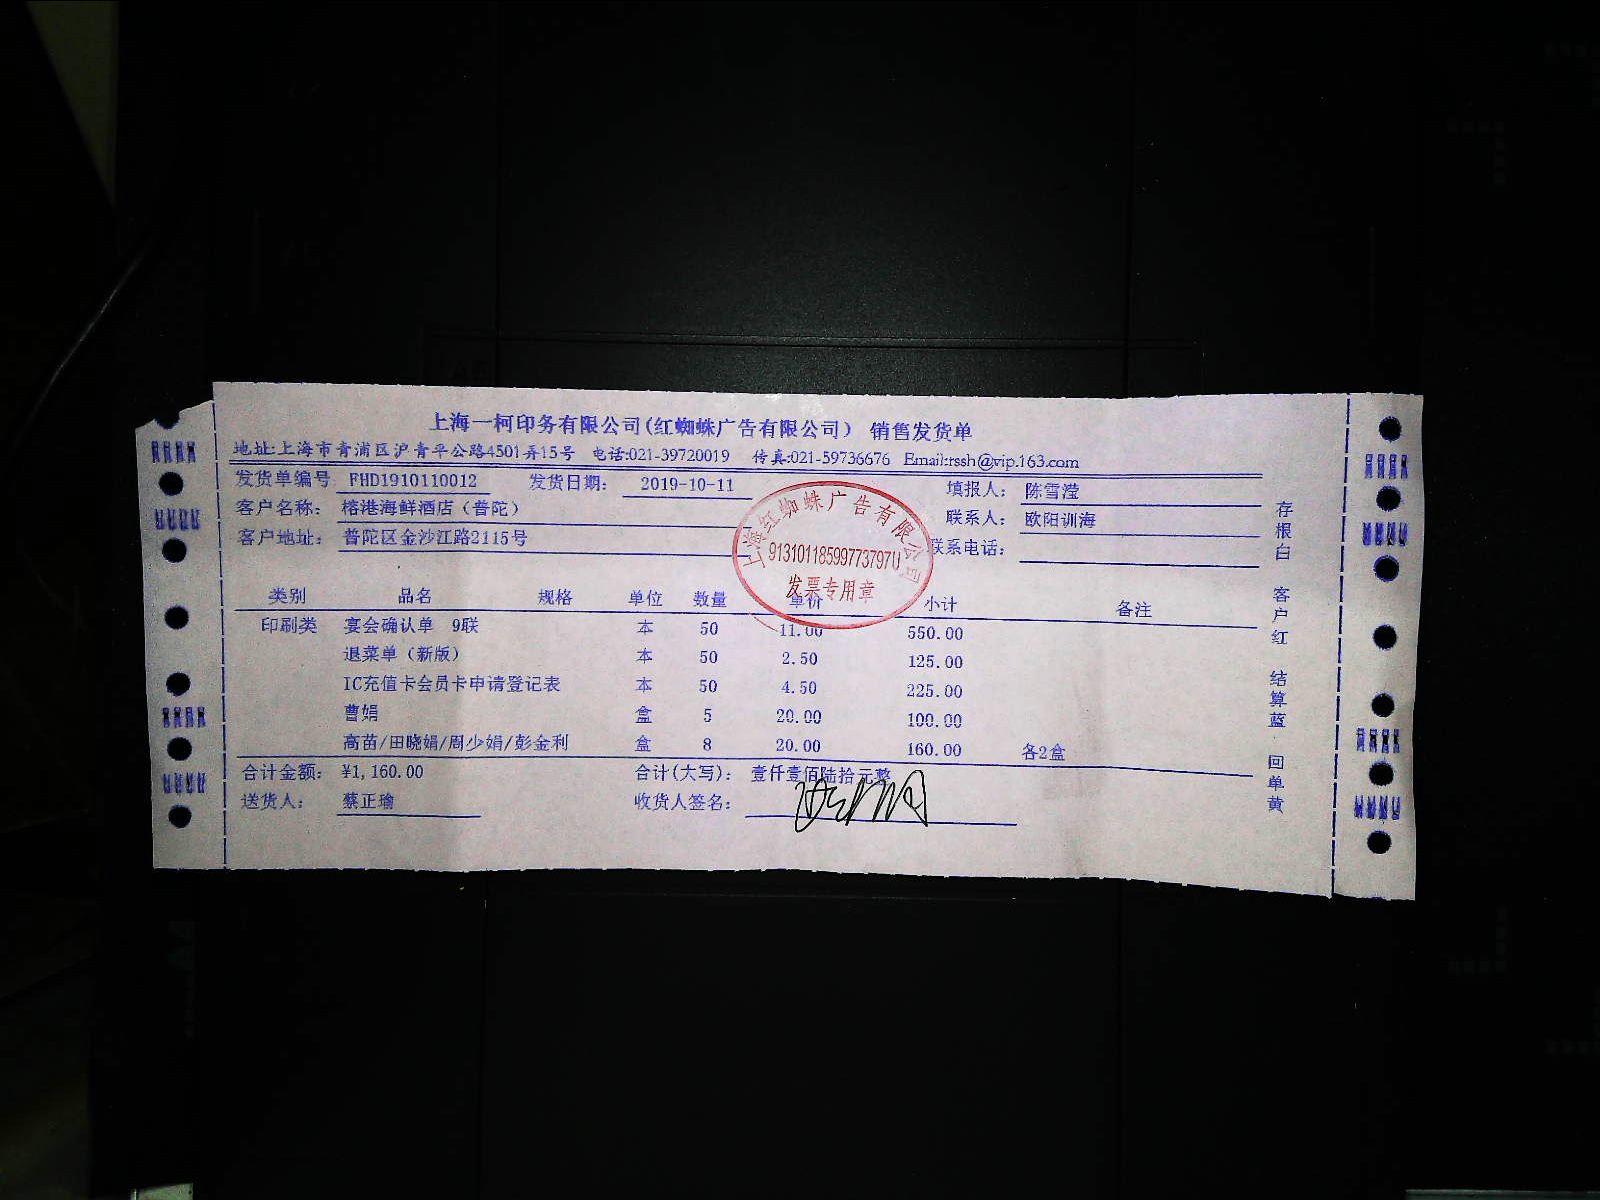 上海一柯印务有限公司(红蜘蛛广告有限公司) 销售发货单
地址:上海市青浦区沪青平公路4501弄15号 电话:021-39720019 传真:021-59736676 Email:rssh@vip.163.com
发货单编号 FHD1910110012 发货日期: 2019-10-11 填报人: 陈雪滢
客户名称: 榕港海鲜酒店(普陀) 联系人: 欧阳训海
客户地址: 普陀区金沙江路2115号 联系电话:
上海红蜘蛛广告有限公司
91310118599773797U
发票专用章
类别 品名 规格 单位 数量 单价 小计 备注
印刷类 宴会确认单 9联 本 50 11.00 550.00
退菜单(新版) 本 50 2.50 125.00
IC充值卡会员卡申请登记表 本 50 4.50 225.00
曹娟 盒 5 20.00 100.00
高苗/田晓娟/周少娟/彭金利 盒 8 20.00 160.00 各2盒
合计金额: ¥1,160.00 合计(大写): 壹仟壹佰陆拾元整
送货人: 蔡正瑜 收货人签名:
存根白 客户红 结算蓝 回单黄